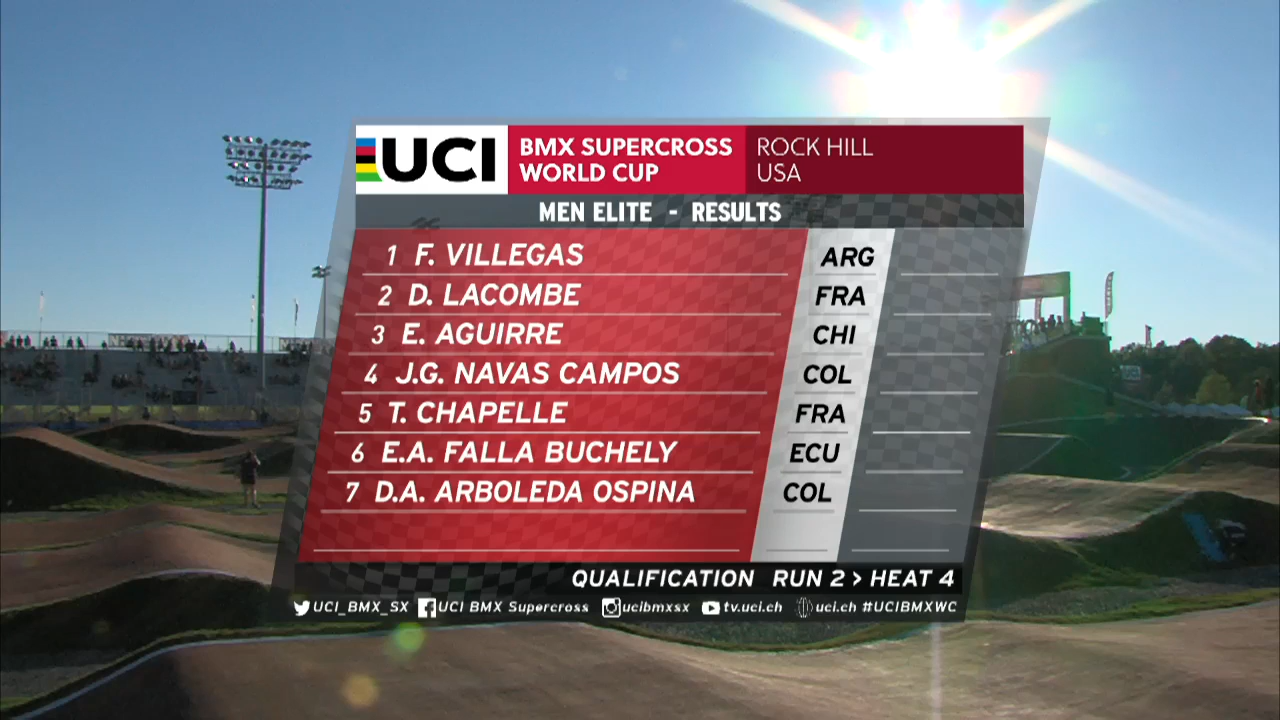 UCI
BMX SUPERCROSS
WORLD CUP
ROCK HILL
USA
MEN ELITE - RESULTS
1 F. VILLEGAS ARG
2 D. LACOMBE FRA
3 E. AGUIRRE CHI
4 J.G. NAVAS CAMPOS COL
5 T. CHAPELLE FRA
6 E.A. FALLA BUCHELY ECU
7 D.A. ARBOLEDA OSPINA COL
QUALIFICATION RUN 2 > HEAT 4
UCI_BMX_SX UCI BMX Supercross ucibmxsx tv.uci.ch uci.ch #UCIBMXWC